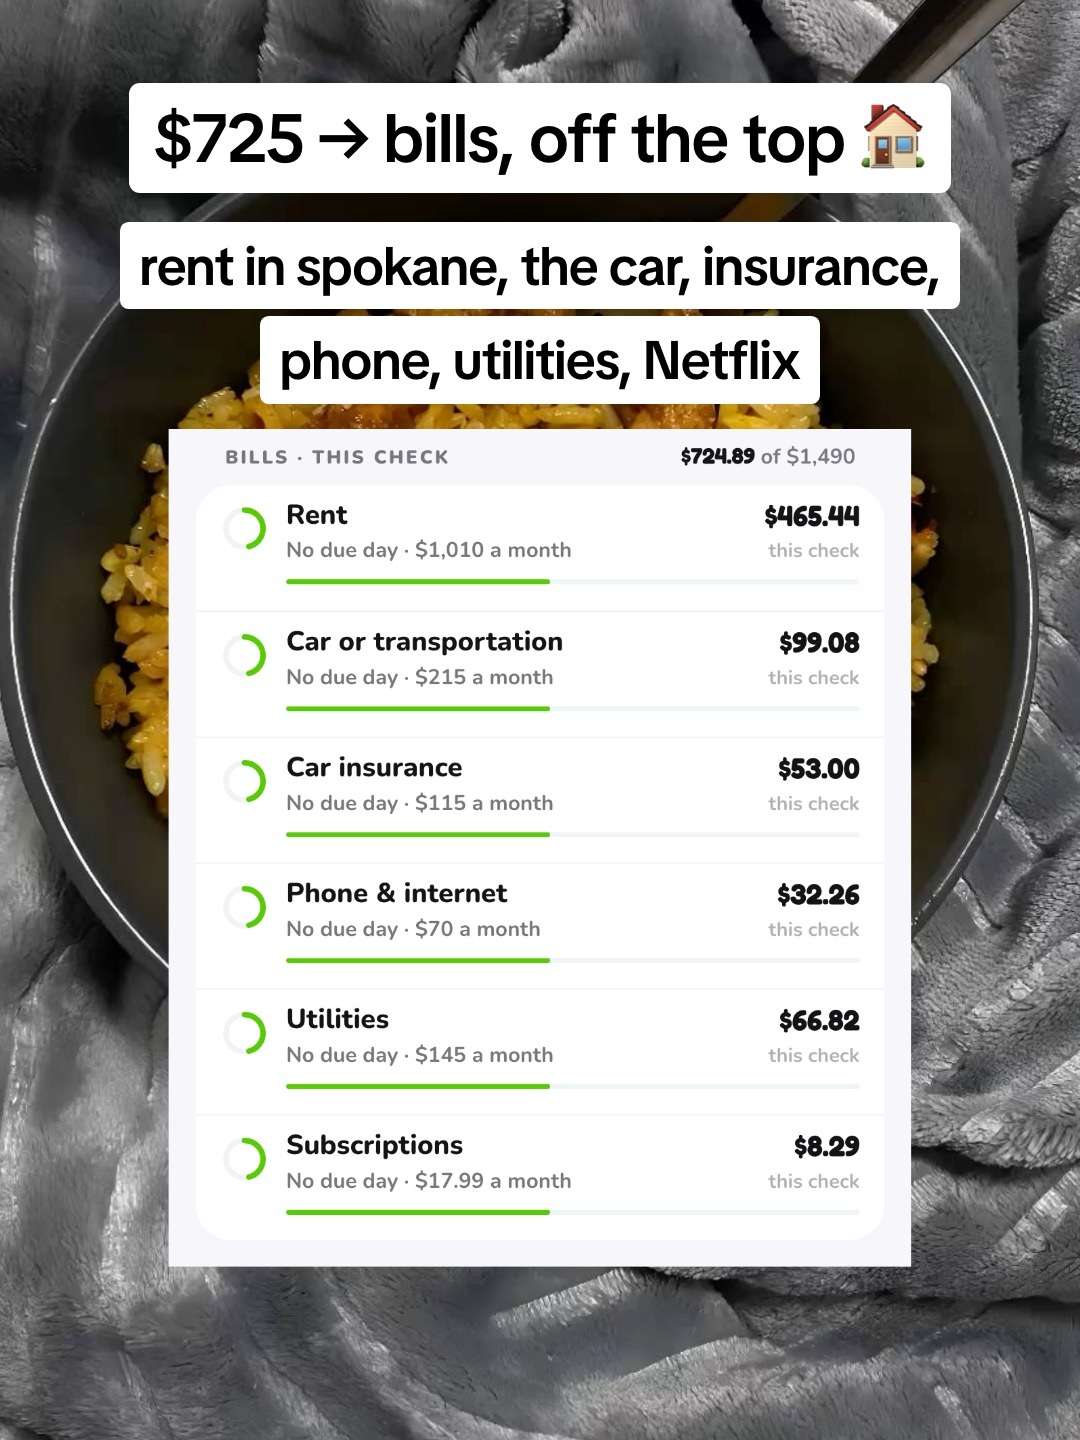 $725 → bills, off the top 🏠
rent in spokane, the car, insurance,
phone, utilities, Netflix
BILLS · THIS CHECK $724.89 of $1,490
Rent $465.44
No due day · $1,010 a month this check
Car or transportation $99.08
No due day · $215 a month this check
Car insurance $53.00
No due day · $115 a month this check
Phone & internet $32.26
No due day · $70 a month this check
Utilities $66.82
No due day · $145 a month this check
Subscriptions $8.29
No due day · $17.99 a month this check